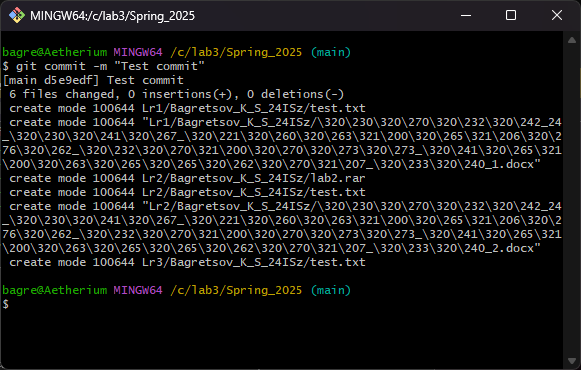 MINGW64:/c/lab3/Spring_2025
bagre@Aetherium MINGW64 /c/lab3/Spring_2025 (main)
$ git commit -m "Test commit"
[main d5e9edf] Test commit
 6 files changed, 0 insertions(+), 0 deletions(-)
 create mode 100644 Lr1/Bagretsov_K_S_24ISz/test.txt
 create mode 100644 "Lr1/Bagretsov_K_S_24ISz/\320\230\320\270\320\232\320\242_24
_\320\230\320\241\320\267_\320\221\320\260\320\263\321\200\320\265\321\206\320\2
76\320\262_\320\232\320\270\321\200\320\270\320\273\320\273_\320\241\320\265\321
\200\320\263\320\265\320\265\320\262\320\270\321\207_\320\233\320\240_1.docx"
 create mode 100644 Lr2/Bagretsov_K_S_24ISz/lab2.rar
 create mode 100644 Lr2/Bagretsov_K_S_24ISz/test.txt
 create mode 100644 "Lr2/Bagretsov_K_S_24ISz/\320\230\320\270\320\232\320\242_24
_\320\230\320\241\320\267_\320\221\320\260\320\263\321\200\320\265\321\206\320\2
76\320\262_\320\232\320\270\321\200\320\270\320\273\320\273_\320\241\320\265\321
\200\320\263\320\265\320\265\320\262\320\270\321\207_\320\233\320\240_2.docx"
 create mode 100644 Lr3/Bagretsov_K_S_24ISz/test.txt
bagre@Aetherium MINGW64 /c/lab3/Spring_2025 (main)
$